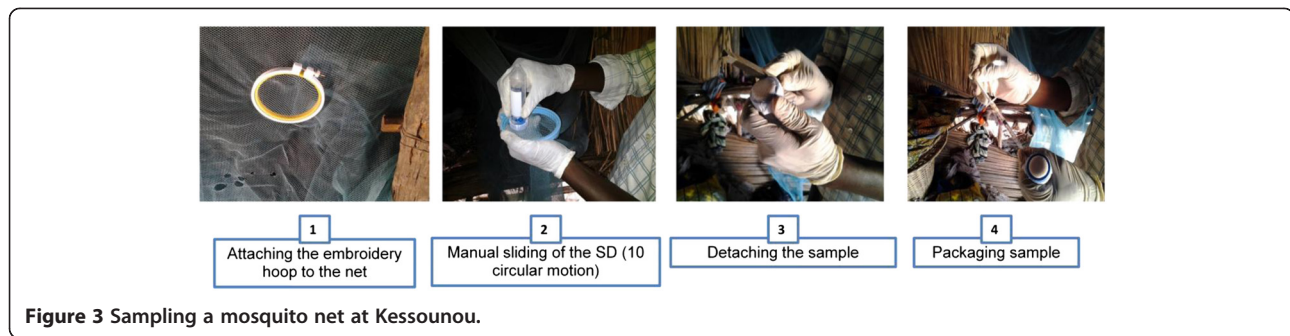 1
Attaching the embroidery
hoop to the net
2
Manual sliding of the SD (10
circular motion)
3
Detaching the sample
4
Packaging sample
Figure 3 Sampling a mosquito net at Kessounou.